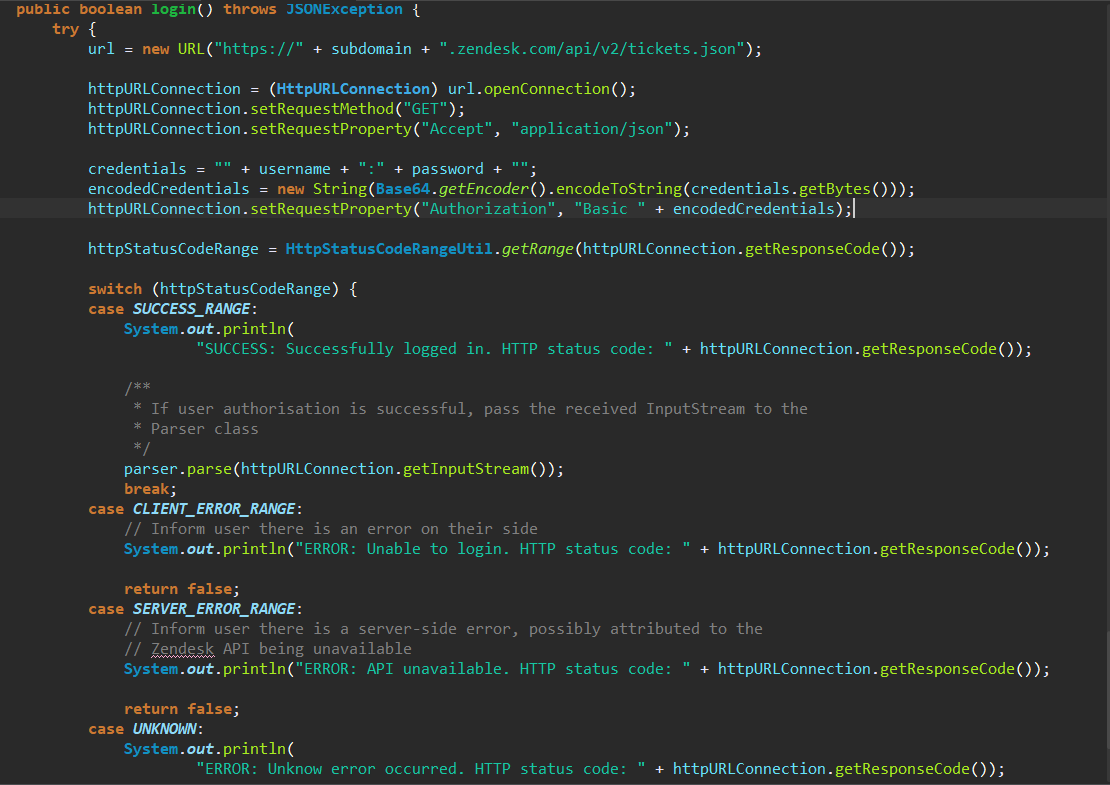 public boolean login() throws JSONException {
try {
url = new URL("https://" + subdomain + ".zendesk.com/api/v2/tickets.json");
httpURLConnection = (HttpURLConnection) url.openConnection();
httpURLConnection.setRequestMethod("GET");
httpURLConnection.setRequestProperty("Accept", "application/json");
credentials = "" + username + ":" + password + "";
encodedCredentials = new String(Base64.getEncoder().encodeToString(credentials.getBytes()));
httpURLConnection.setRequestProperty("Authorization", "Basic " + encodedCredentials);
httpStatusCodeRange = HttpStatusCodeRangeUtil.getRange(httpURLConnection.getResponseCode());
switch (httpStatusCodeRange) {
case SUCCESS_RANGE:
System.out.println(
"SUCCESS: Successfully logged in. HTTP status code: " + httpURLConnection.getResponseCode());
/**
* If user authorisation is successful, pass the received InputStream to the
* Parser class
*/
parser.parse(httpURLConnection.getInputStream());
break;
case CLIENT_ERROR_RANGE:
// Inform user there is an error on their side
System.out.println("ERROR: Unable to login. HTTP status code: " + httpURLConnection.getResponseCode());
return false;
case SERVER_ERROR_RANGE:
// Inform user there is a server-side error, possibly attributed to the
// Zendesk API being unavailable
System.out.println("ERROR: API unavailable. HTTP status code: " + httpURLConnection.getResponseCode());
return false;
case UNKNOWN:
System.out.println(
"ERROR: Unknow error occurred. HTTP status code: " + httpURLConnection.getResponseCode());